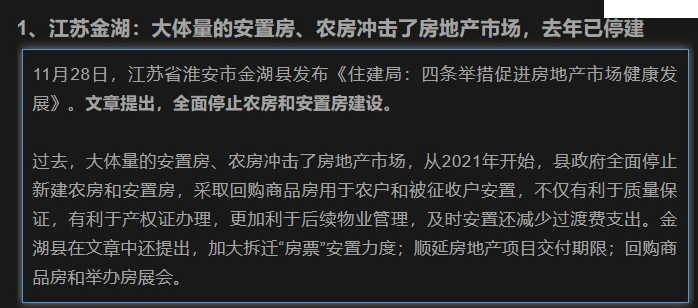 1、江苏金湖：大体量的安置房、农房冲击了房地产市场，去年已停建
11月28日，江苏省淮安市金湖县发布《住建局：四条举措促进房地产市场健康发
展》。文章提出，全面停止农房和安置房建设。
过去，大体量的安置房、农房冲击了房地产市场，从2021年开始，县政府全面停止
新建农房和安置房，采取回购商品房用于农户和被征收户安置，不仅有利于质量保
证，有利于产权证办理，更加利于后续物业管理，及时安置还减少过渡费支出。金
湖县在文章中还提出，加大拆迁“房票”安置力度；顺延房地产项目交付期限；回购商
品房和举办房展会。